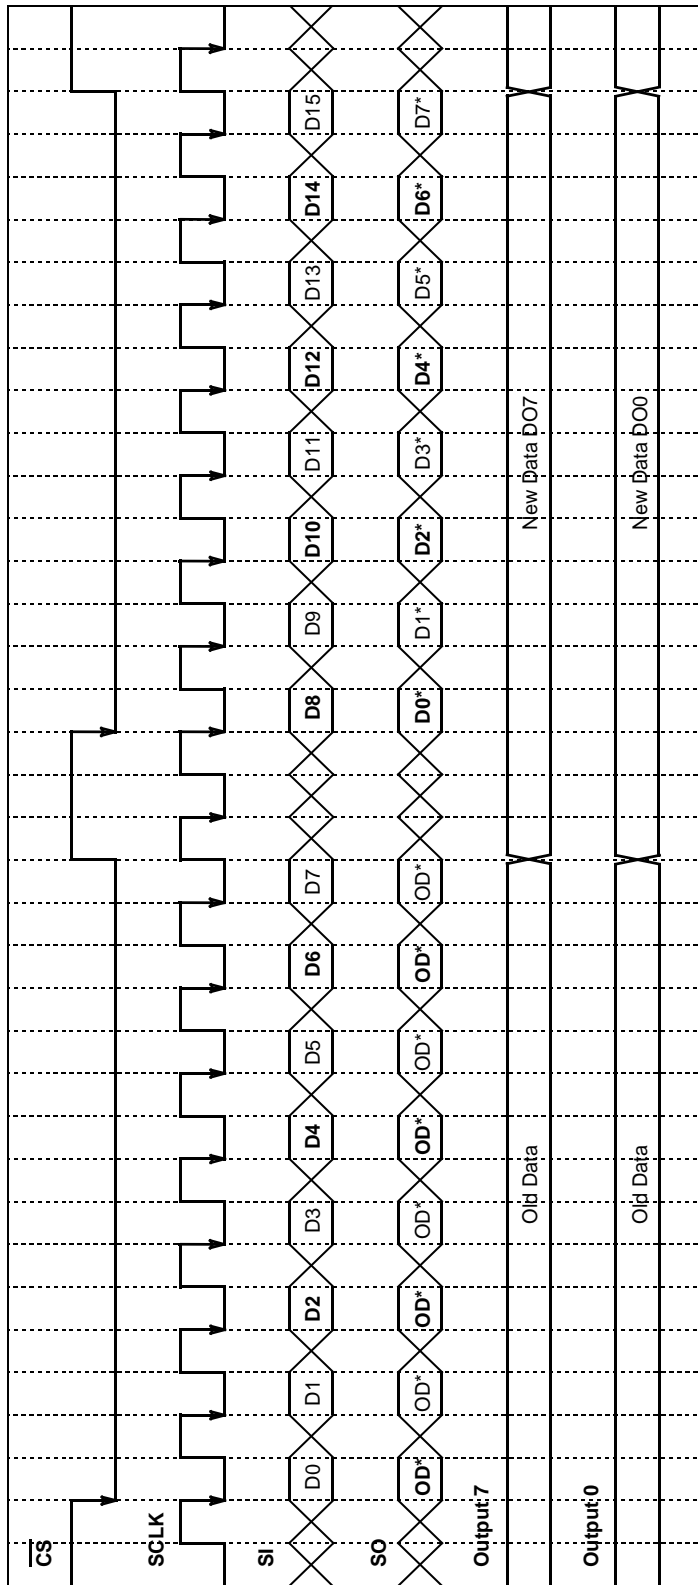 CS
SCLK
SI D0 D1 D2 D3 D4 D5 D6 D7 D8 D9 D10 D11 D12 D13 D14 D15
SO OD* OD* OD* OD* OD* OD* OD* OD* D0* D1* D2* D3* D4* D5* D6* D7*
Output 7 Old Data New Data DO7
Output 0 Old Data New Data DO0